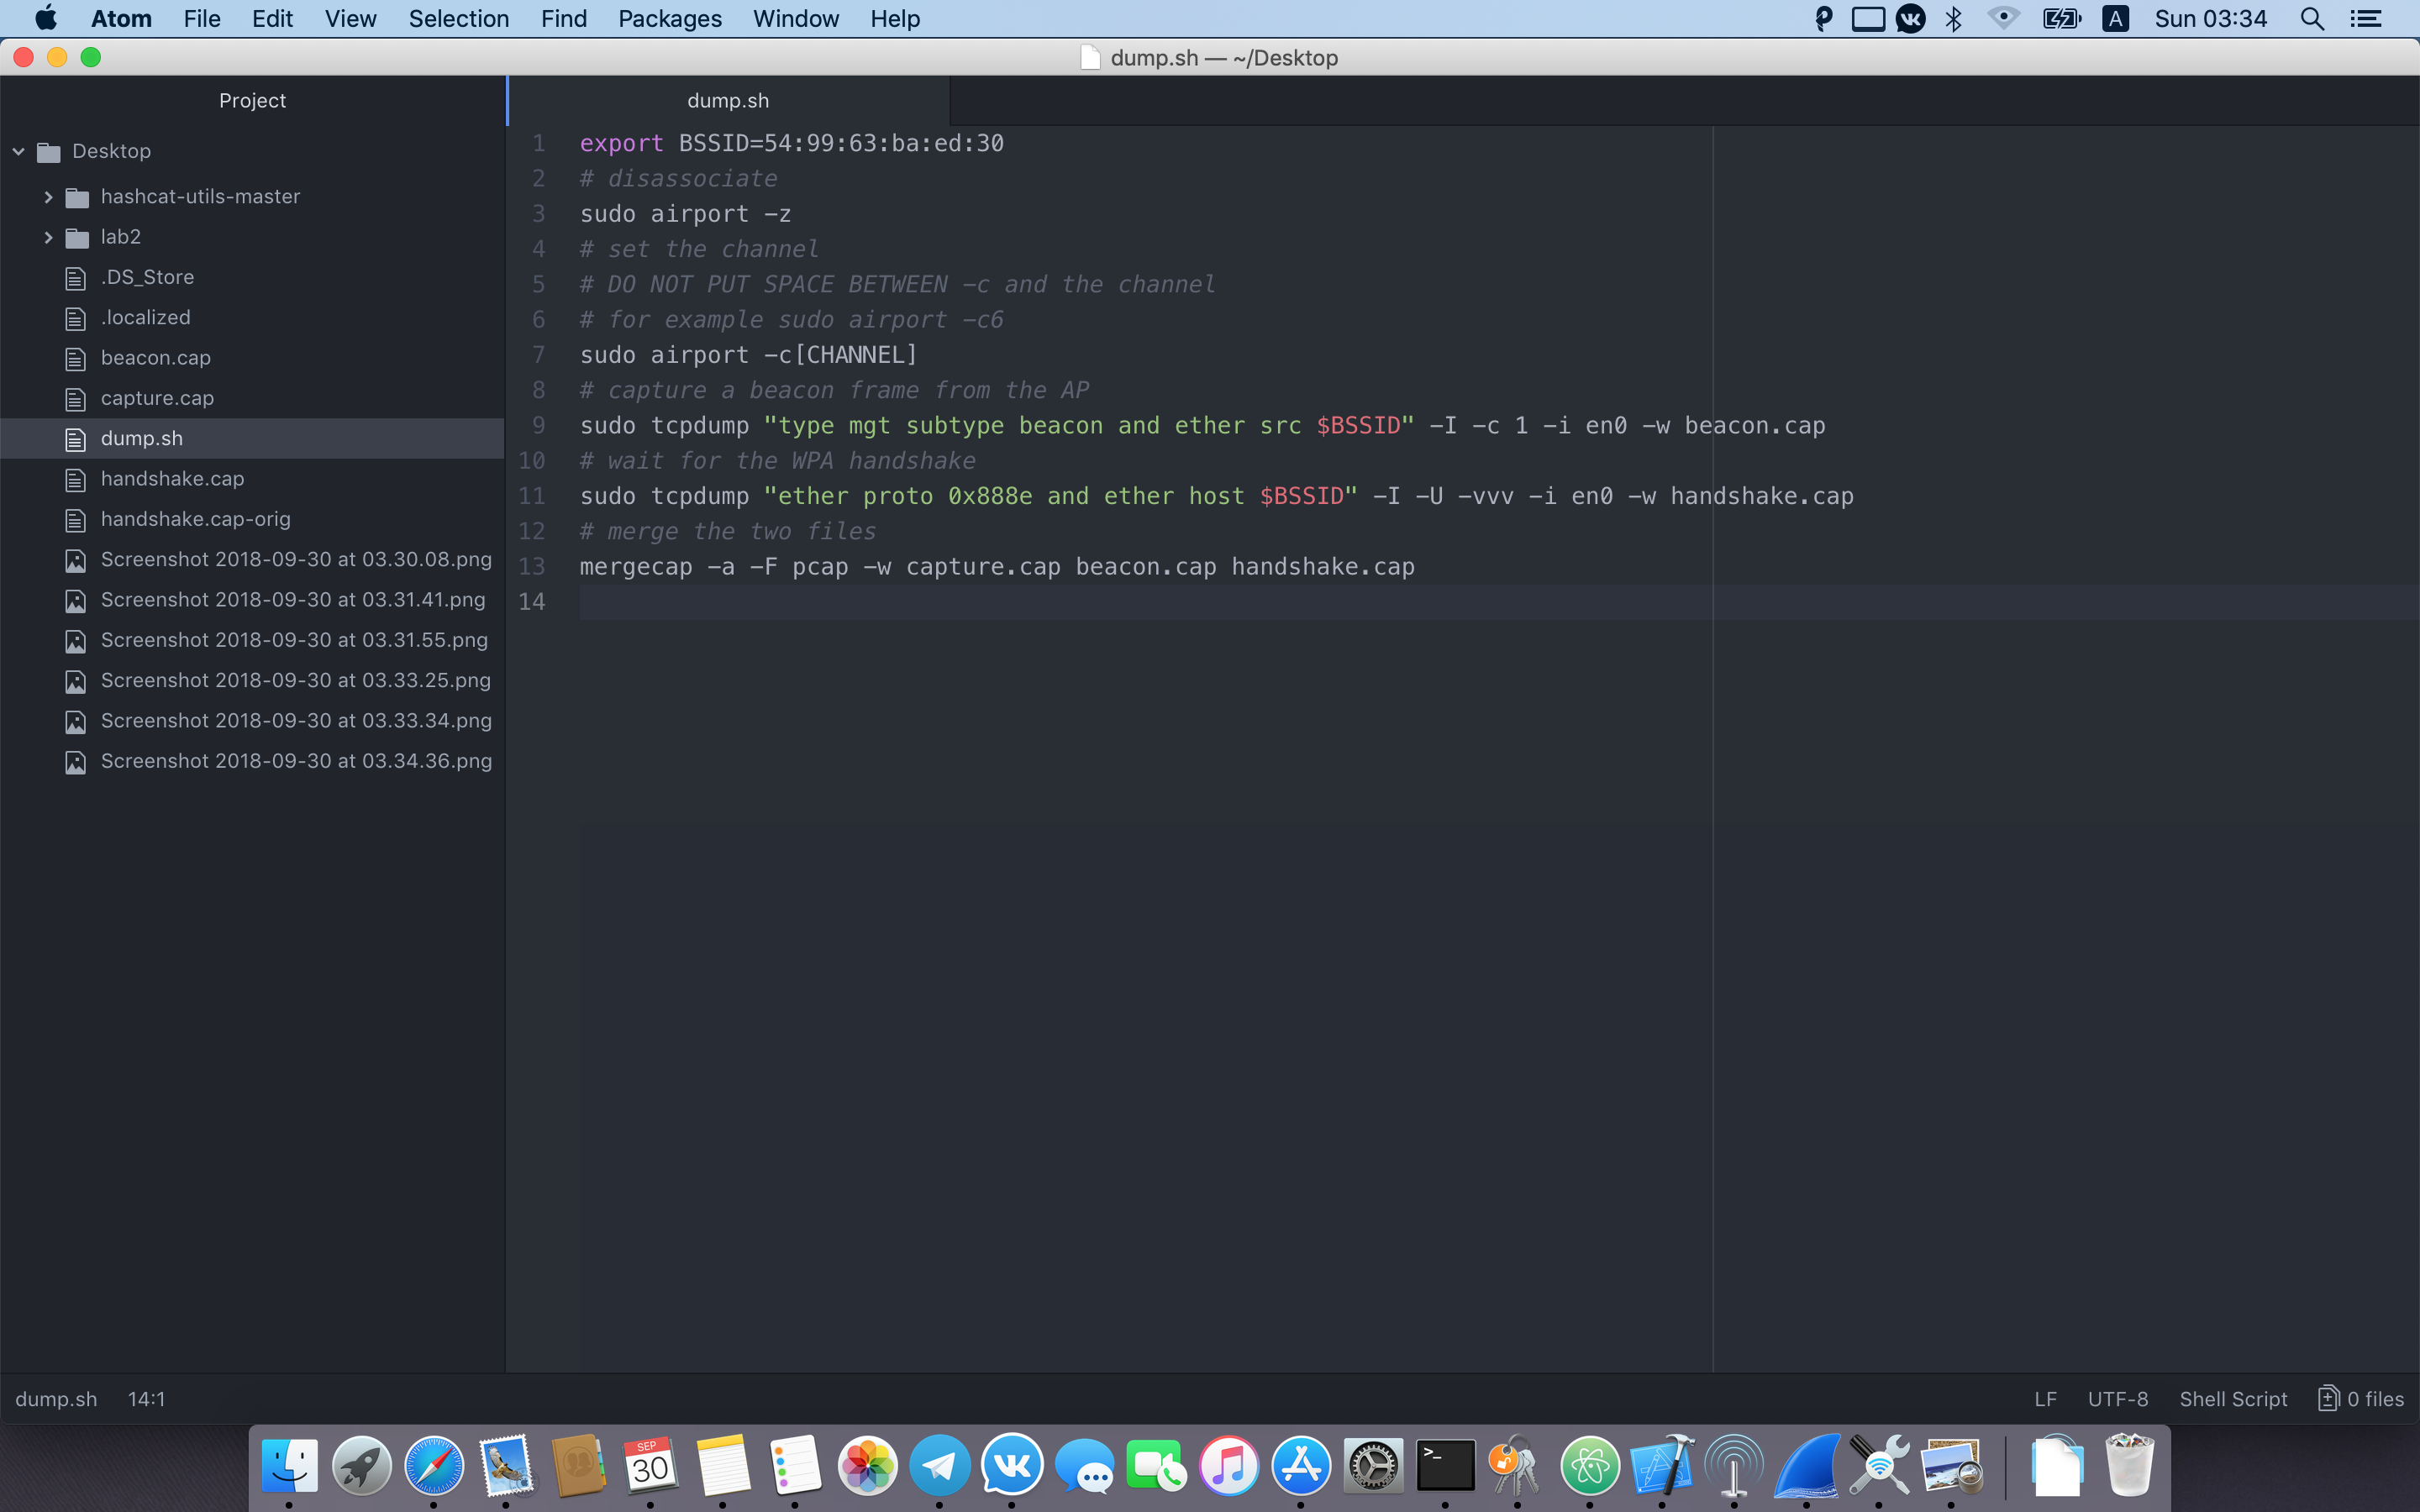 Atom File Edit View Selection Find Packages Window Help A Sun 03:34
dump.sh — ~/Desktop
Project
Desktop
hashcat-utils-master
lab2
.DS_Store
.localized
beacon.cap
capture.cap
dump.sh
handshake.cap
handshake.cap-orig
Screenshot 2018-09-30 at 03.30.08.png
Screenshot 2018-09-30 at 03.31.41.png
Screenshot 2018-09-30 at 03.31.55.png
Screenshot 2018-09-30 at 03.33.25.png
Screenshot 2018-09-30 at 03.33.34.png
Screenshot 2018-09-30 at 03.34.36.png
dump.sh
1 export BSSID=54:99:63:ba:ed:30
2 # disassociate
3 sudo airport -z
4 # set the channel
5 # DO NOT PUT SPACE BETWEEN -c and the channel
6 # for example sudo airport -c6
7 sudo airport -c[CHANNEL]
8 # capture a beacon frame from the AP
9 sudo tcpdump "type mgt subtype beacon and ether src $BSSID" -I -c 1 -i en0 -w beacon.cap
10 # wait for the WPA handshake
11 sudo tcpdump "ether proto 0x888e and ether host $BSSID" -I -U -vvv -i en0 -w handshake.cap
12 # merge the two files
13 mergecap -a -F pcap -w capture.cap beacon.cap handshake.cap
14
dump.sh 14:1 LF UTF-8 Shell Script 0 files
SEP
30